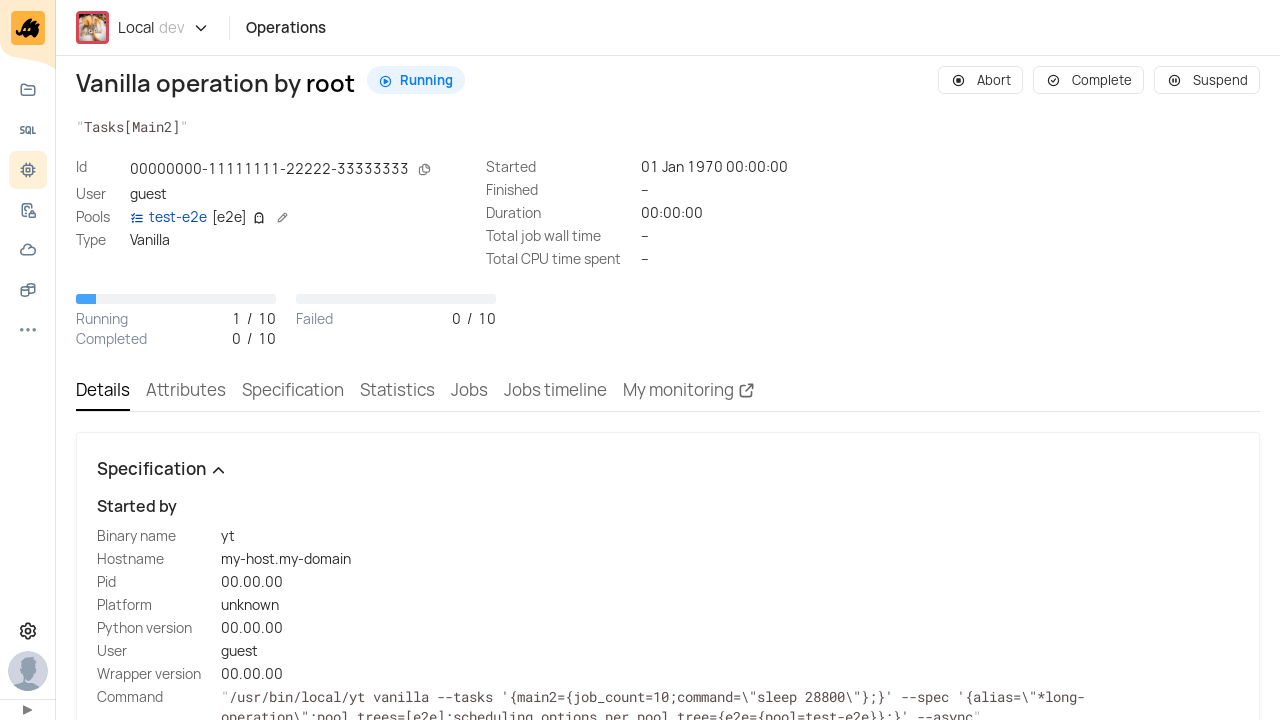 Local dev
Operations
SQL
Vanilla operation by root
Running
Abort
Complete
Suspend
"Tasks[Main2]"
Id 00000000-11111111-22222-33333333
User guest
Pools test-e2e [e2e]
Type Vanilla
Started 01 Jan 1970 00:00:00
Finished –
Duration 00:00:00
Total job wall time –
Total CPU time spent –
Running 1 / 10
Completed 0 / 10
Failed 0 / 10
Details Attributes Specification Statistics Jobs Jobs timeline My monitoring
Specification
Started by
Binary name yt
Hostname my-host.my-domain
Pid 00.00.00
Platform unknown
Python version 00.00.00
User guest
Wrapper version 00.00.00
Command "/usr/bin/local/yt vanilla --tasks '{main2={job_count=10;command=\"sleep 28800\"};}' --spec '{alias=\"*long-
operation\";pool_trees=[e2e];scheduling_options_per_pool_tree={e2e={pool=test-e2e}};}' --async"